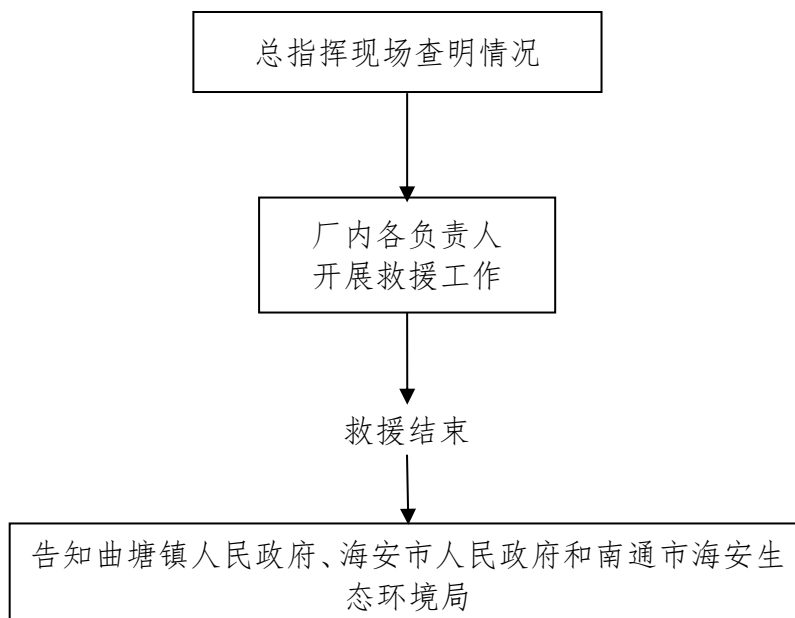 总指挥现场查明情况
厂内各负责人
开展救援工作
救援结束
告知曲塘镇人民政府、海安市人民政府和南通市海安生
态环境局